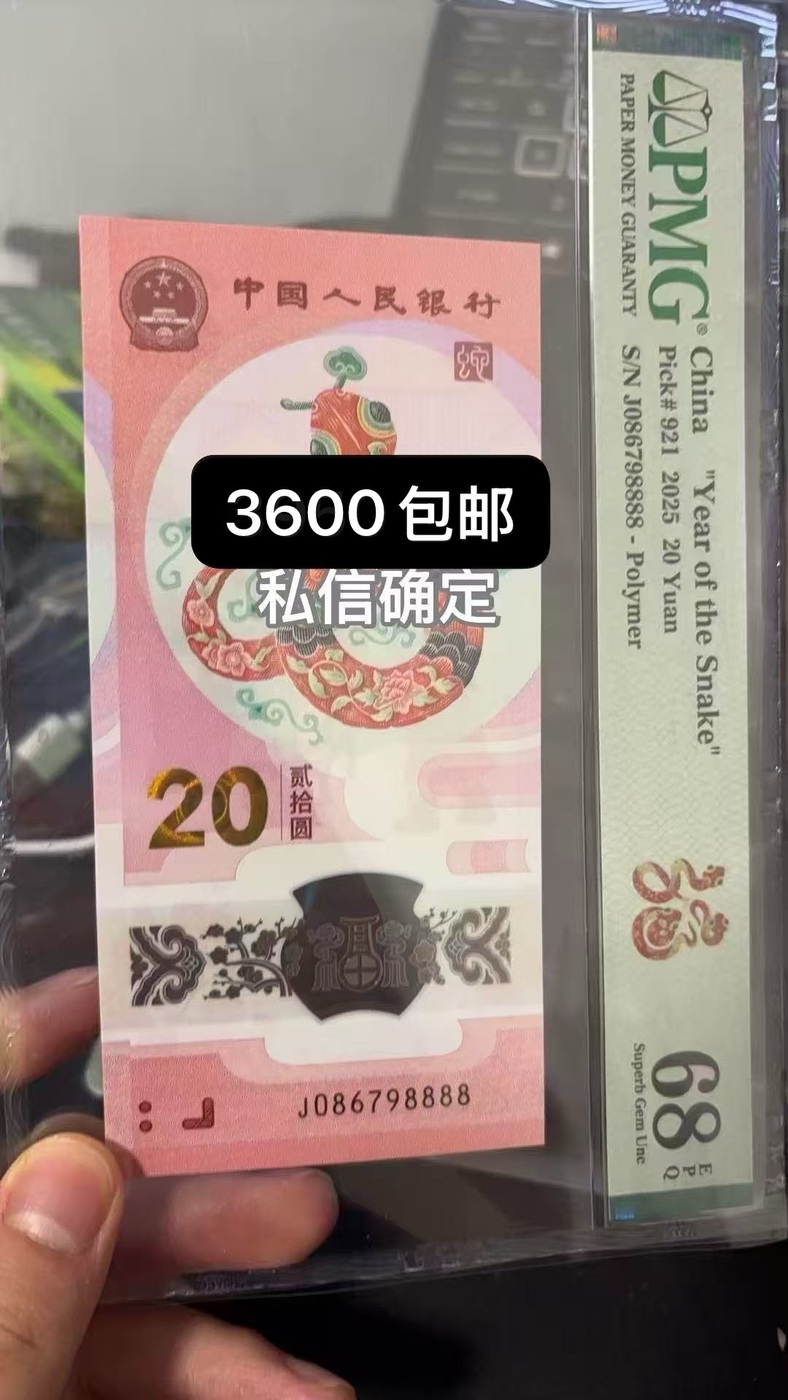 中国人民银行
蛇
3600 包邮
私信确定
20
贰拾圆
J086798888
PMG®
PAPER MONEY GUARANTY
China "Year of the Snake"
Pick# 921 2025 20 Yuan
S/N J086798888 - Polymer
68 EPQ
Superb Gem Unc